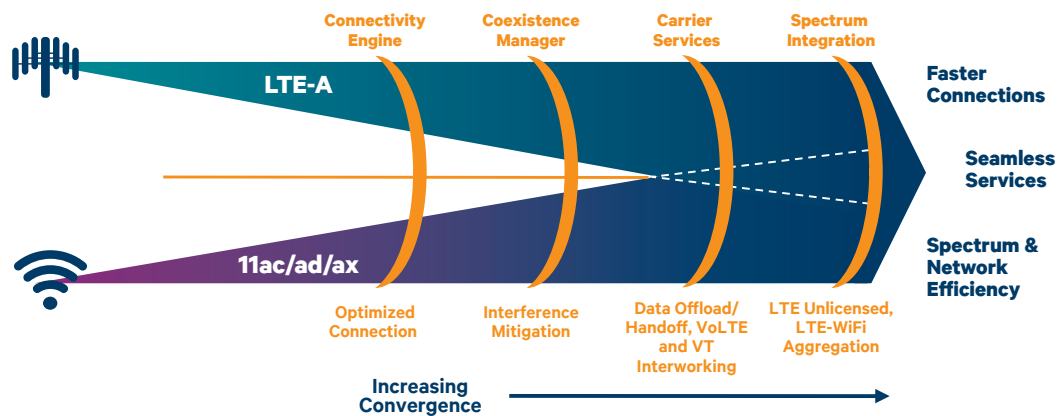 Connectivity
Engine
Coexistence
Manager
Carrier
Services
Spectrum
Integration
LTE-A
Faster
Connections
Seamless
Services
11ac/ad/ax
Spectrum &
Network
Efficiency
Optimized
Connection
Interference
Mitigation
Data Offload/
Handoff, VoLTE
and VT
Interworking
LTE Unlicensed,
LTE-WiFi
Aggregation
Increasing
Convergence